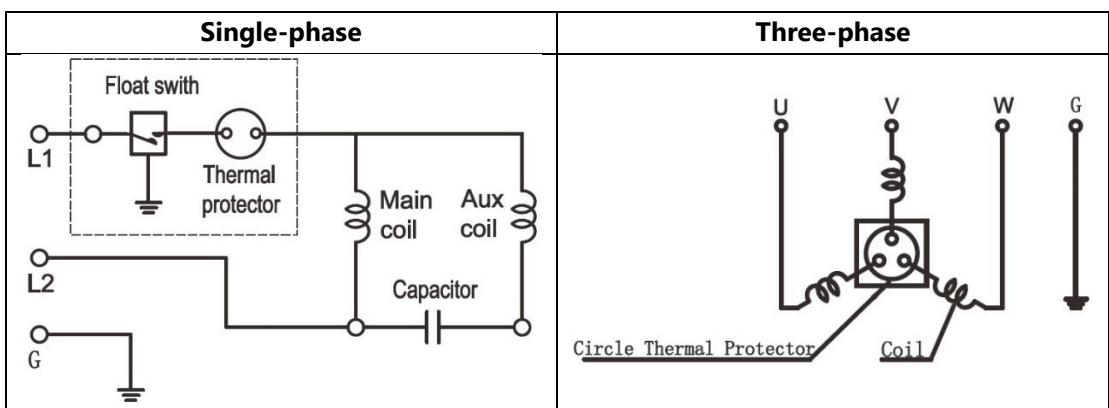 Single-phase
Three-phase
Float swith
L1
Thermal
protector
Main
coil
Aux
coil
L2
Capacitor
G
U
V
W
G
Circle Thermal Protector
Coil